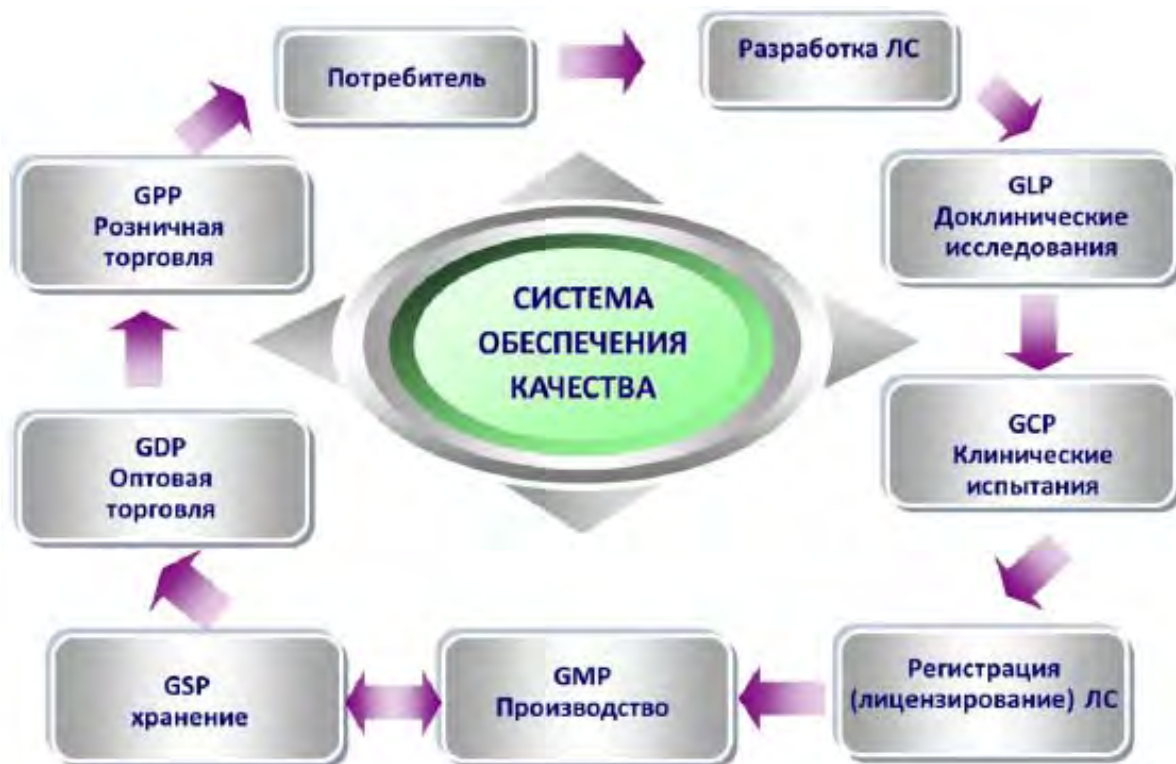 Потребитель
Разработка ЛС
GPP
Розничная
торговля
GLP
Доклинические
исследования
СИСТЕМА
ОБЕСПЕЧЕНИЯ
КАЧЕСТВА
GDP
Оптовая
торговля
GCP
Клинические
испытания
GSP
хранение
GMP
Производство
Регистрация
(лицензирование) ЛС